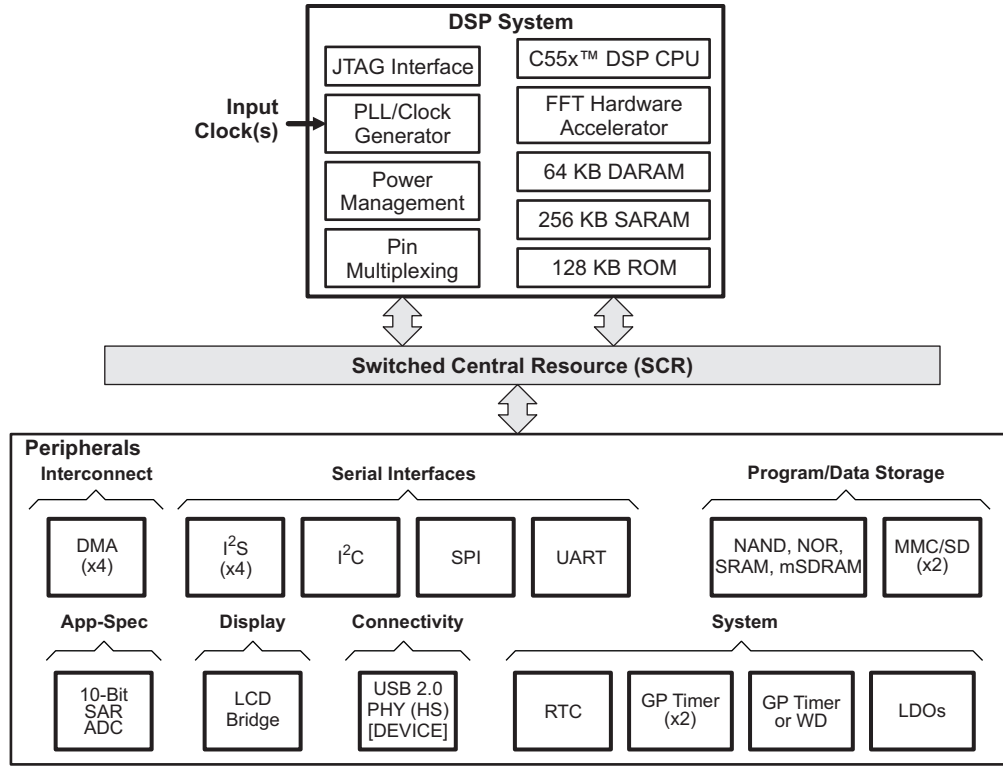 DSP System
JTAG Interface
C55x™ DSP CPU
Input
Clock(s)
PLL/Clock
Generator
FFT Hardware
Accelerator
Power
Management
64 KB DARAM
256 KB SARAM
Pin
Multiplexing
128 KB ROM
Switched Central Resource (SCR)
Peripherals
Interconnect
Serial Interfaces
Program/Data Storage
DMA
(x4)
I²S
(x4)
I²C
SPI
UART
NAND, NOR,
SRAM, mSDRAM
MMC/SD
(x2)
App-Spec
Display
Connectivity
System
10-Bit
SAR
ADC
LCD
Bridge
USB 2.0
PHY (HS)
[DEVICE]
RTC
GP Timer
(x2)
GP Timer
or WD
LDOs